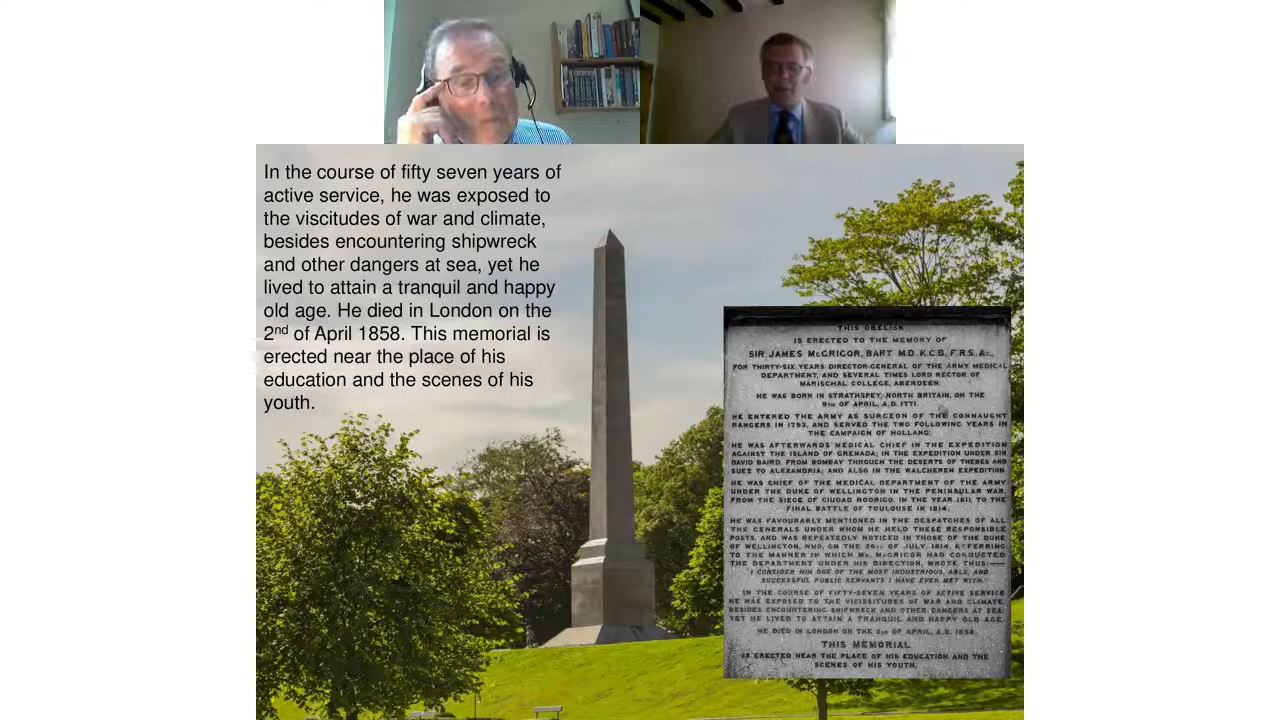 In the course of fifty seven years of
active service, he was exposed to
the viscitudes of war and climate,
besides encountering shipwreck
and other dangers at sea, yet he
lived to attain a tranquil and happy
old age. He died in London on the
2nd of April 1858. This memorial is
erected near the place of his
education and the scenes of his
youth.
THIS OBELISK
IS ERECTED TO THE MEMORY OF
SIR JAMES McGRIGOR, BART M.D. K.C.B. F.R.S. &c.,
FOR THIRTY-SIX YEARS DIRECTOR-GENERAL OF THE ARMY MEDICAL
DEPARTMENT, AND SEVERAL TIMES LORD RECTOR OF
MARISCHAL COLLEGE, ABERDEEN.
HE WAS BORN IN STRATHSPEY, NORTH BRITAIN, ON THE
9TH OF APRIL, A.D. 1771.
HE ENTERED THE ARMY AS SURGEON OF THE CONNAUGHT
RANGERS IN 1793, AND SERVED THE TWO FOLLOWING YEARS IN
THE CAMPAIGN OF HOLLAND.
HE WAS AFTERWARDS MEDICAL CHIEF IN THE EXPEDITION
AGAINST THE ISLAND OF GRENADA; IN THE EXPEDITION UNDER SIR
DAVID BAIRD, FROM BOMBAY THROUGH THE DESERTS OF THEBES AND
SUEZ TO ALEXANDRIA; AND ALSO IN THE WALCHEREN EXPEDITION.
HE WAS CHIEF OF THE MEDICAL DEPARTMENT OF THE ARMY
UNDER THE DUKE OF WELLINGTON IN THE PENINSULAR WAR,
FROM THE SIEGE OF CIUDAD RODRIGO, IN THE YEAR 1811, TO THE
FINAL BATTLE OF TOULOUSE IN 1814.
HE WAS FAVOURABLY MENTIONED IN THE DESPATCHES OF ALL
THE GENERALS UNDER WHOM HE HELD THESE RESPONSIBLE
POSTS, AND WAS REPEATEDLY NOTICED IN THOSE OF THE DUKE
OF WELLINGTON, WHO, ON THE 26TH OF JULY, 1814, REFERRING
TO THE MANNER IN WHICH Mr. McGRIGOR HAD CONDUCTED
THE DEPARTMENT UNDER HIS DIRECTION, WROTE THUS:—
"I CONSIDER HIM ONE OF THE MOST INDUSTRIOUS, ABLE, AND
SUCCESSFUL PUBLIC SERVANTS I HAVE EVER MET WITH."
IN THE COURSE OF FIFTY-SEVEN YEARS OF ACTIVE SERVICE
HE WAS EXPOSED TO THE VICISSITUDES OF WAR AND CLIMATE,
BESIDES ENCOUNTERING SHIPWRECK AND OTHER DANGERS AT SEA;
YET HE LIVED TO ATTAIN A TRANQUIL AND HAPPY OLD AGE.
HE DIED IN LONDON ON THE 2ND OF APRIL, A.D. 1858.
THIS MEMORIAL
IS ERECTED NEAR THE PLACE OF HIS EDUCATION AND THE
SCENES OF HIS YOUTH.